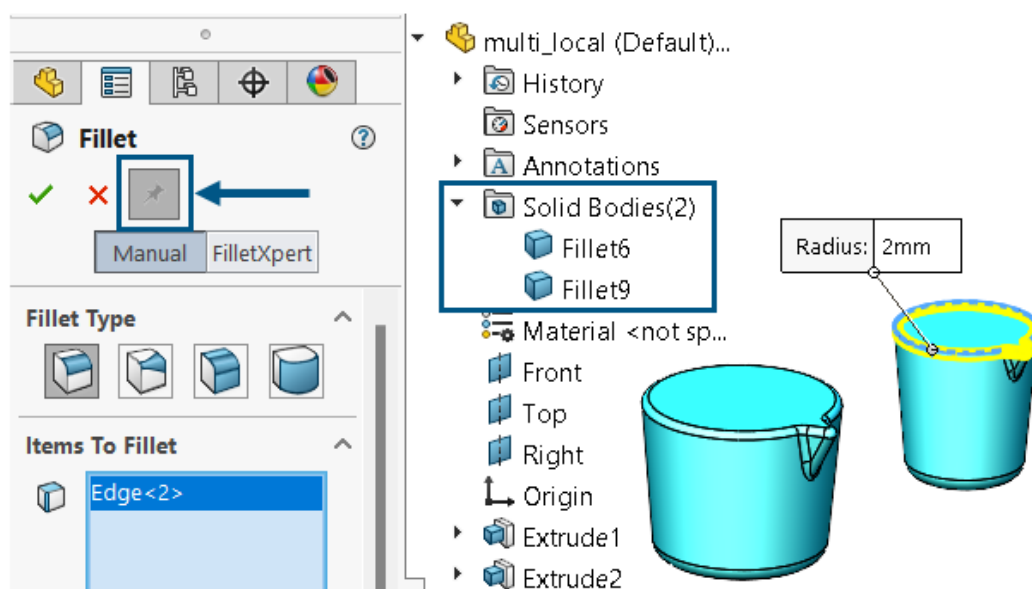 Fillet
Manual
FilletXpert
Fillet Type
Items To Fillet
Edge<2>
multi_local (Default)...
History
Sensors
Annotations
Solid Bodies(2)
Fillet6
Fillet9
Material <not sp...
Front
Top
Right
Origin
Extrude1
Extrude2
Radius: 2mm